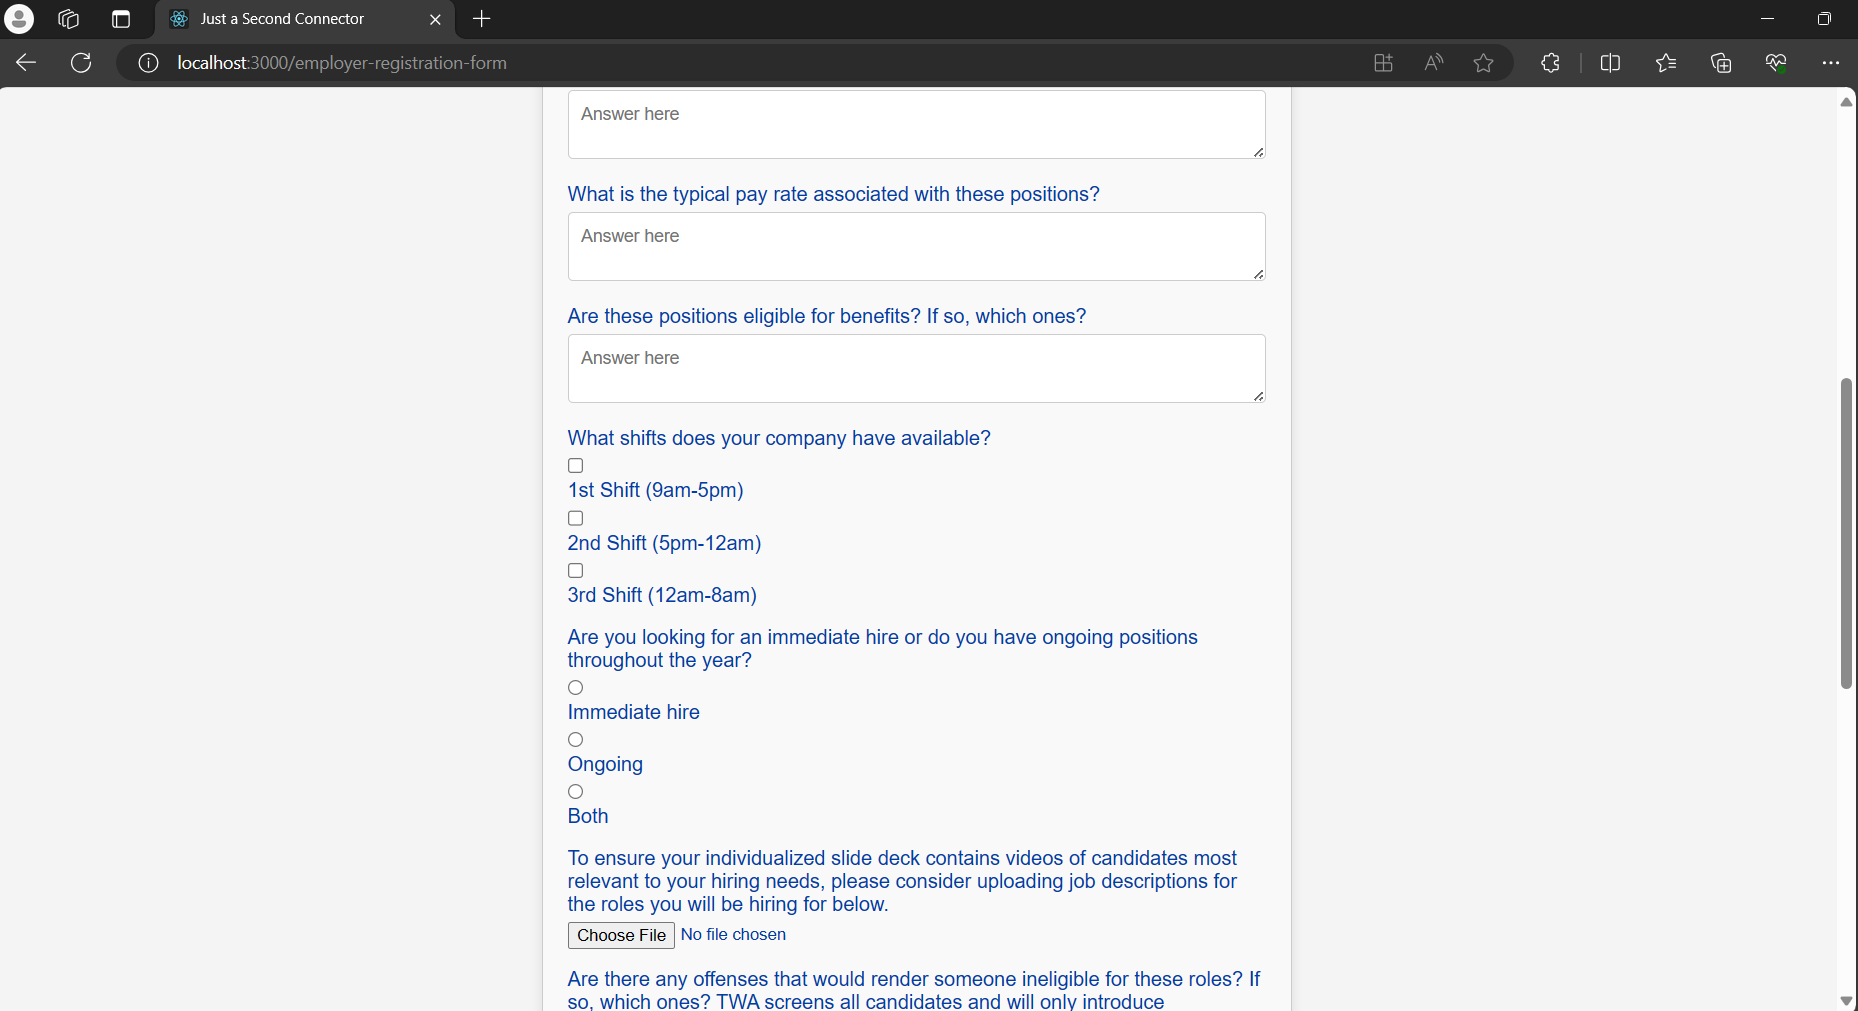 Just a Second Connector
localhost:3000/employer-registration-form
Answer here
What is the typical pay rate associated with these positions?
Answer here
Are these positions eligible for benefits? If so, which ones?
Answer here
What shifts does your company have available?
1st Shift (9am-5pm)
2nd Shift (5pm-12am)
3rd Shift (12am-8am)
Are you looking for an immediate hire or do you have ongoing positions
throughout the year?
Immediate hire
Ongoing
Both
To ensure your individualized slide deck contains videos of candidates most
relevant to your hiring needs, please consider uploading job descriptions for
the roles you will be hiring for below.
Choose File No file chosen
Are there any offenses that would render someone ineligible for these roles? If
so, which ones? TWA screens all candidates and will only introduce